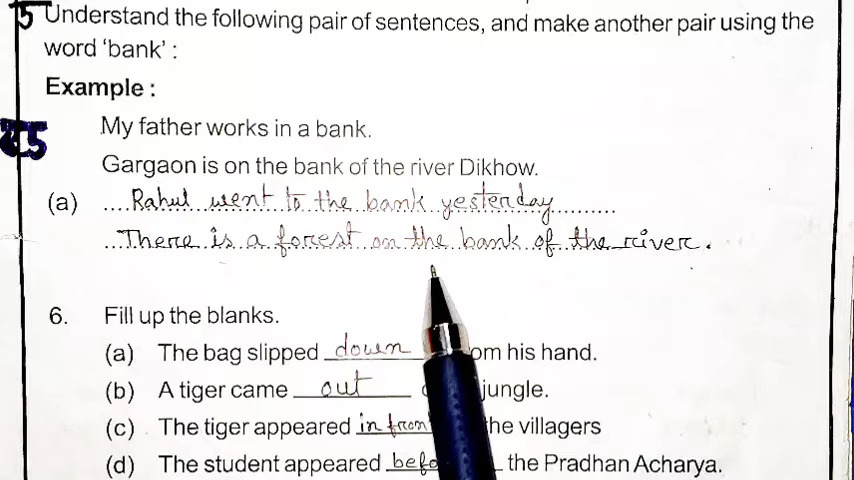 5 Understand the following pair of sentences, and make another pair using the
word ‘bank’ :
Example :
My father works in a bank.
Gargaon is on the bank of the river Dikhow.
(a) ....Rahul went to the bank yesterday.........
...There is a forest on the bank of the river.
6. Fill up the blanks.
(a) The bag slipped down his hand.
(b) A tiger came out jungle.
(c) The tiger appeared in the villagers
(d) The student appeared the Pradhan Acharya.